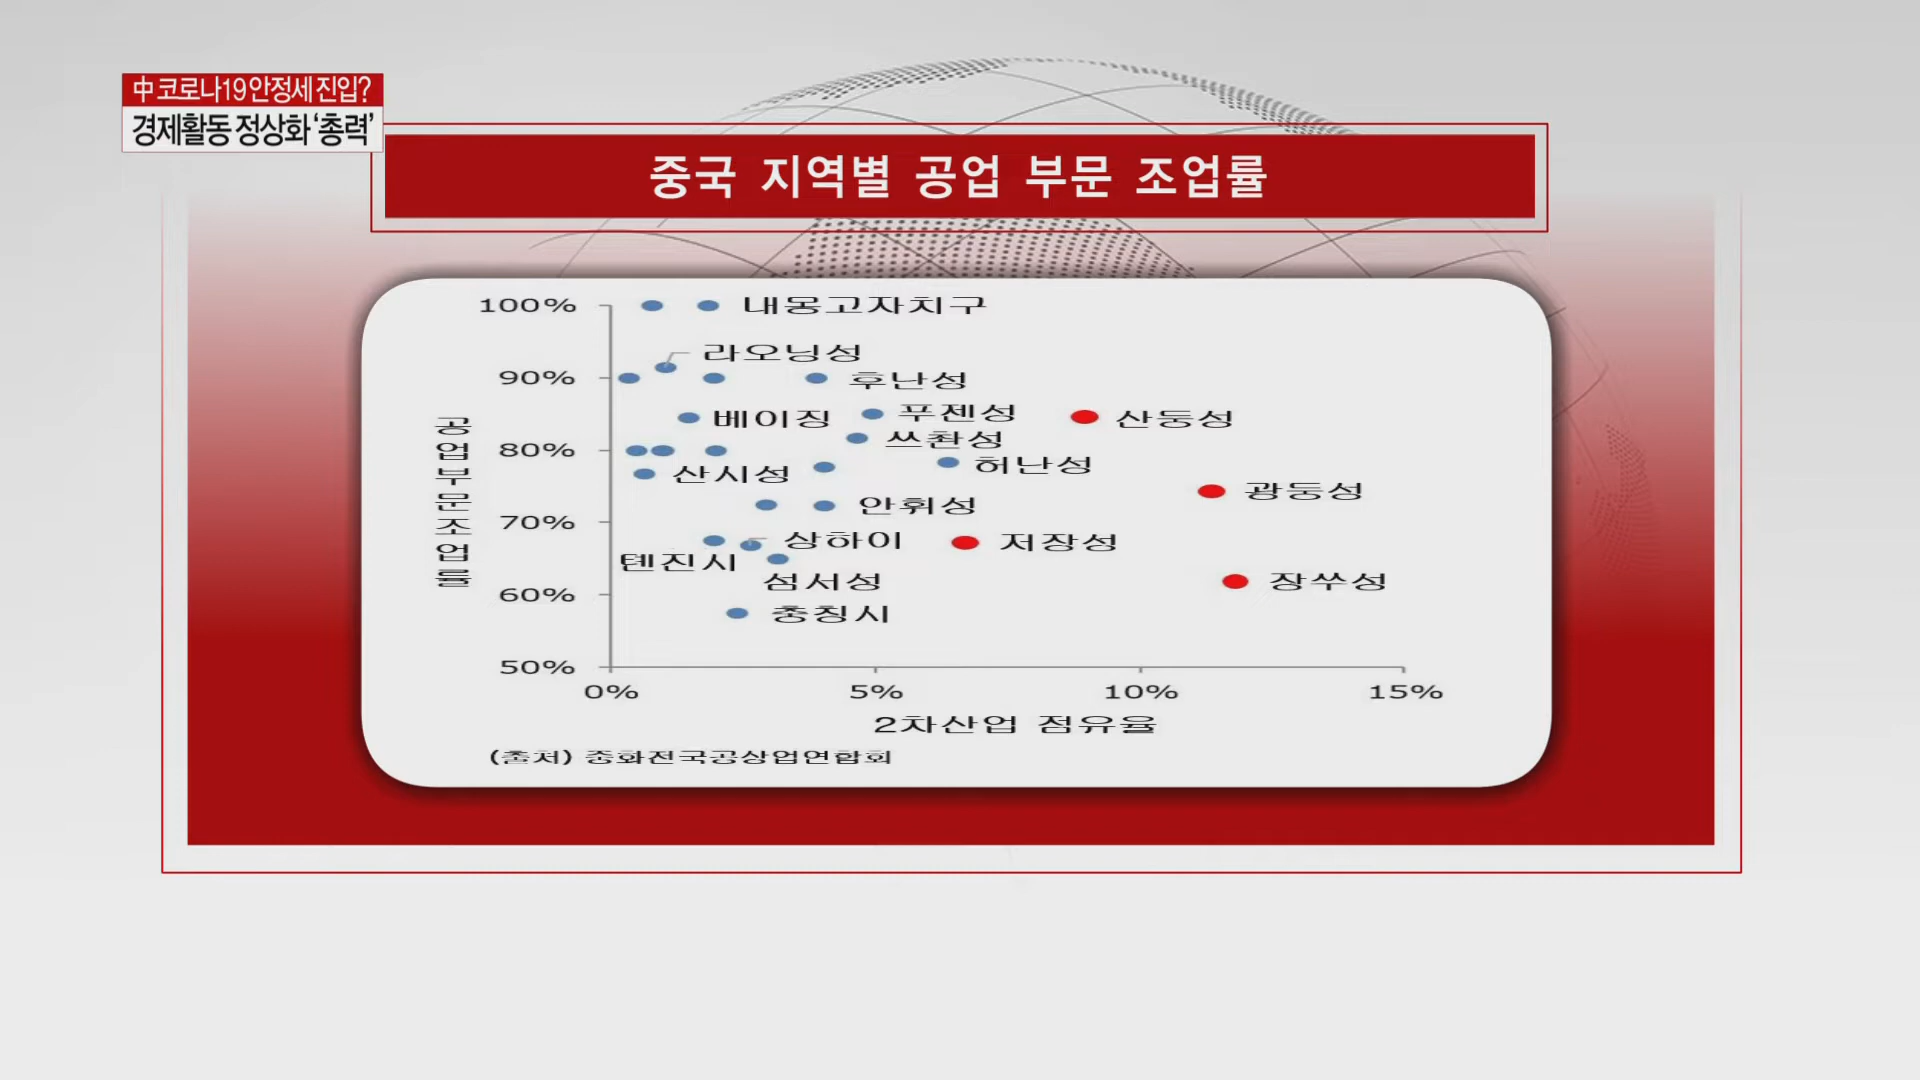 中 코로나19 안정세 진입?
경제활동 정상화 '총력'
중국 지역별 공업 부문 조업률
100%
내몽고자치구
라오닝성
90%
후난성
베이징
푸젠성
산둥성
쓰촨성
80%
산시성
허난성
광둥성
안휘성
70%
상하이
저장성
톈진시
섬서성
장쑤성
60%
충칭시
50%
공업부문조업률
0%
5%
10%
15%
2차산업 점유율
(출처) 중화전국공상업연합회